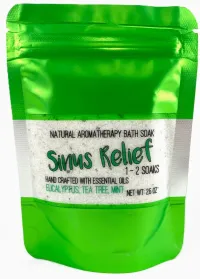 NATURAL AROMATHERAPY BATH SOAK
Sinus Relief
1 - 2 SOAKS
HAND CRAFTED WITH ESSENTIAL OILS
EUCALYPTUS, TEA TREE, MINT
NET WT. 2.6 OZ